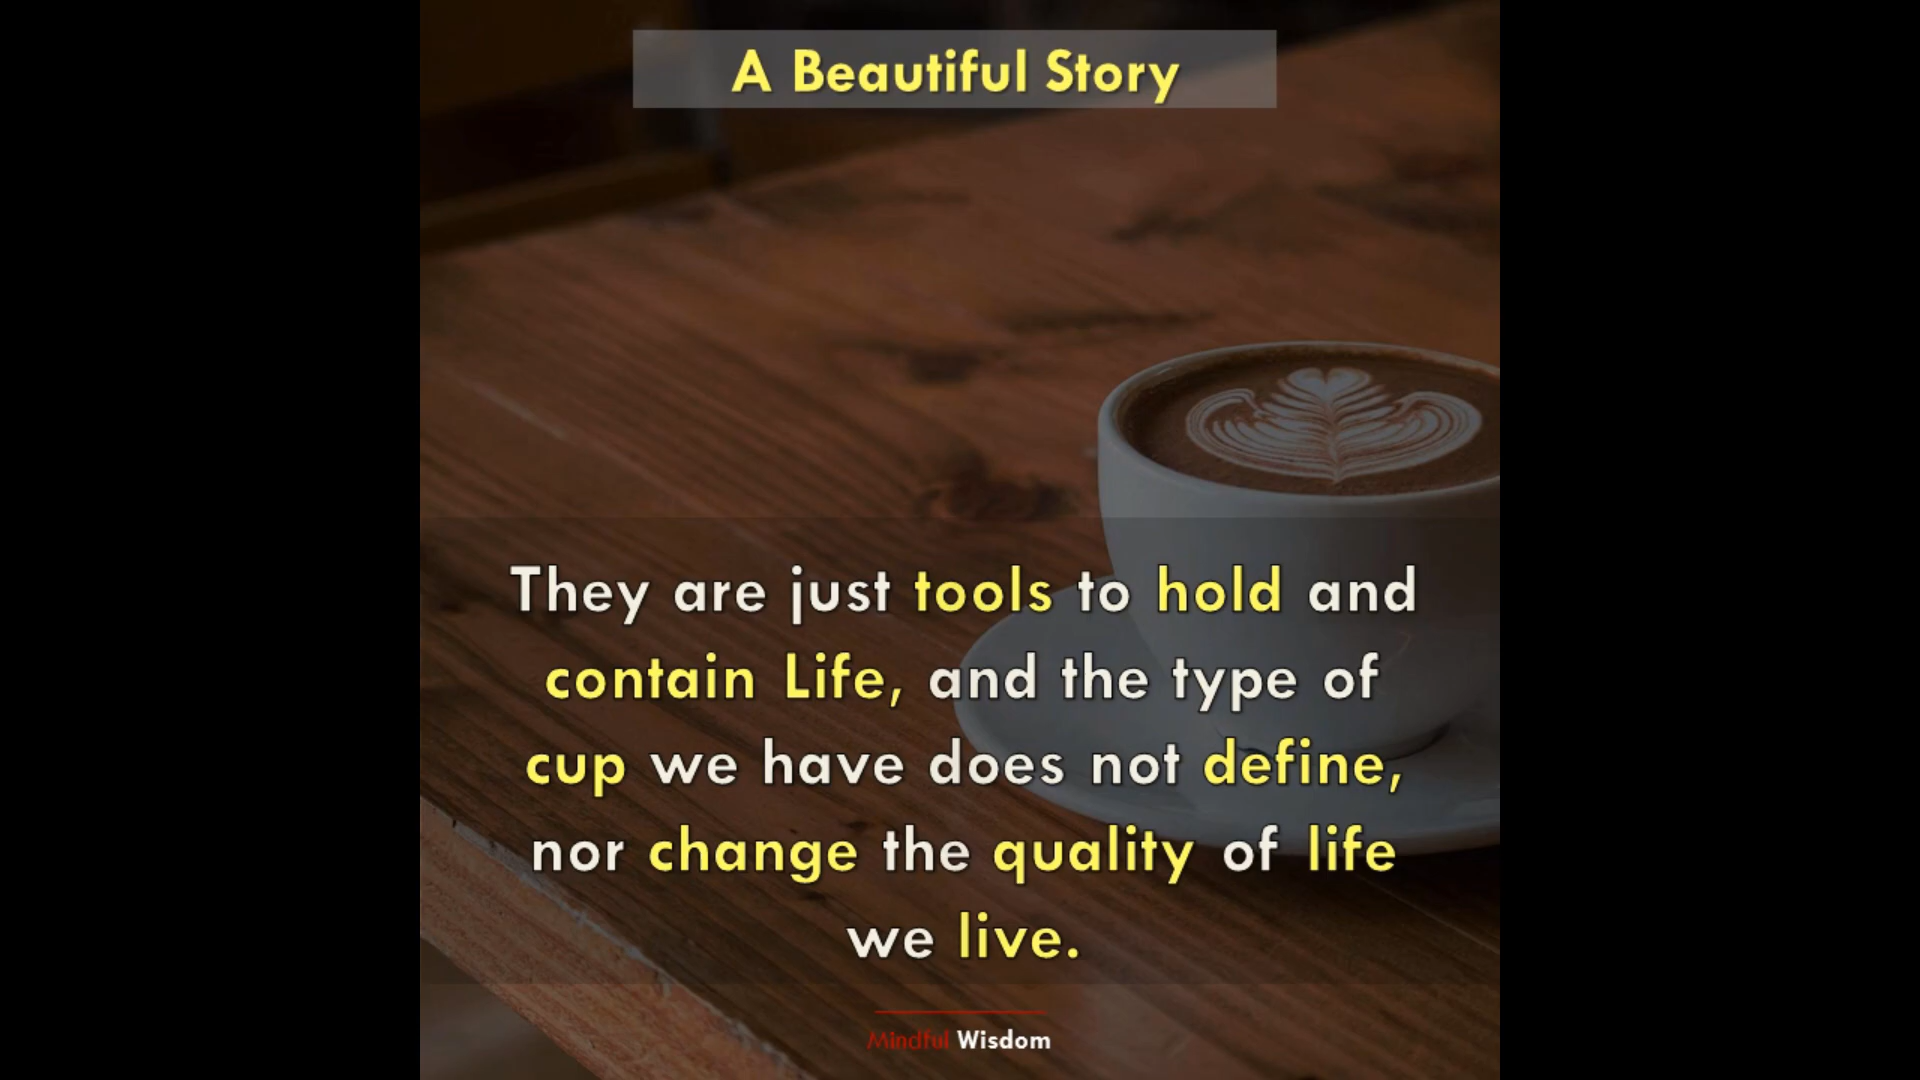 A Beautiful Story
They are just tools to hold and
contain Life, and the type of
cup we have does not define,
nor change the quality of life
we live.
Mindful Wisdom